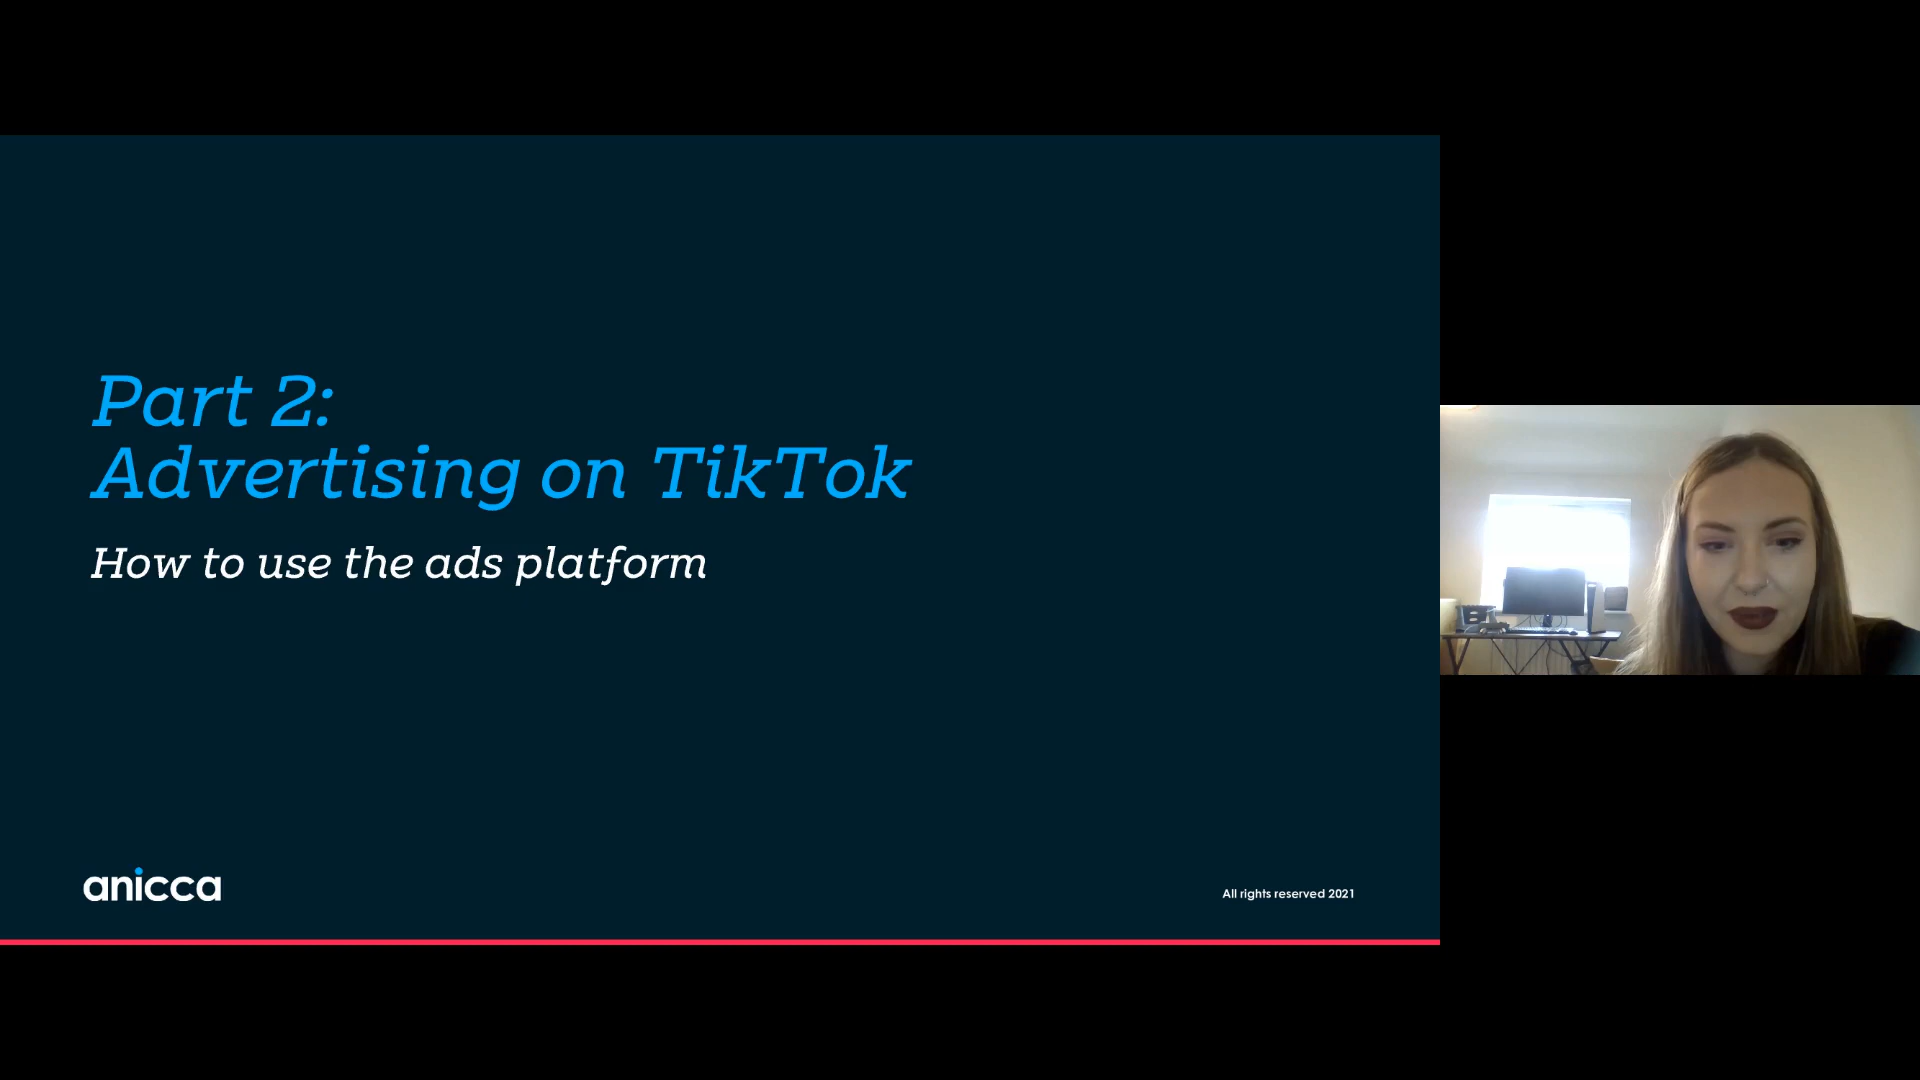 Part 2:
Advertising on TikTok
How to use the ads platform
anicca
All rights reserved 2021